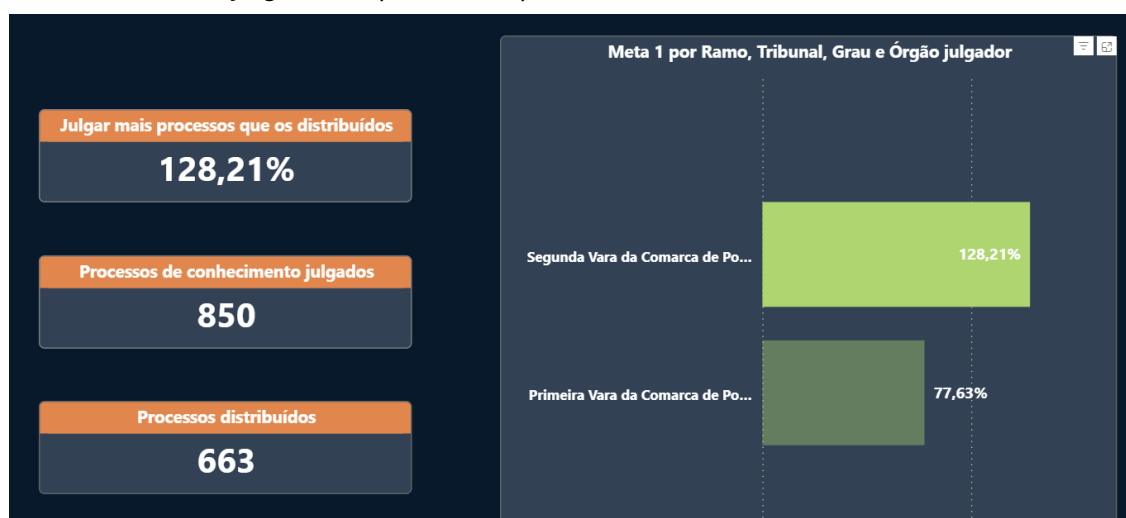 Julgar mais processos que os distribuídos
128,21%
Processos de conhecimento julgados
850
Processos distribuídos
663
Meta 1 por Ramo, Tribunal, Grau e Órgão julgador
Segunda Vara da Comarca de Po...
128,21%
Primeira Vara da Comarca de Po...
77,63%